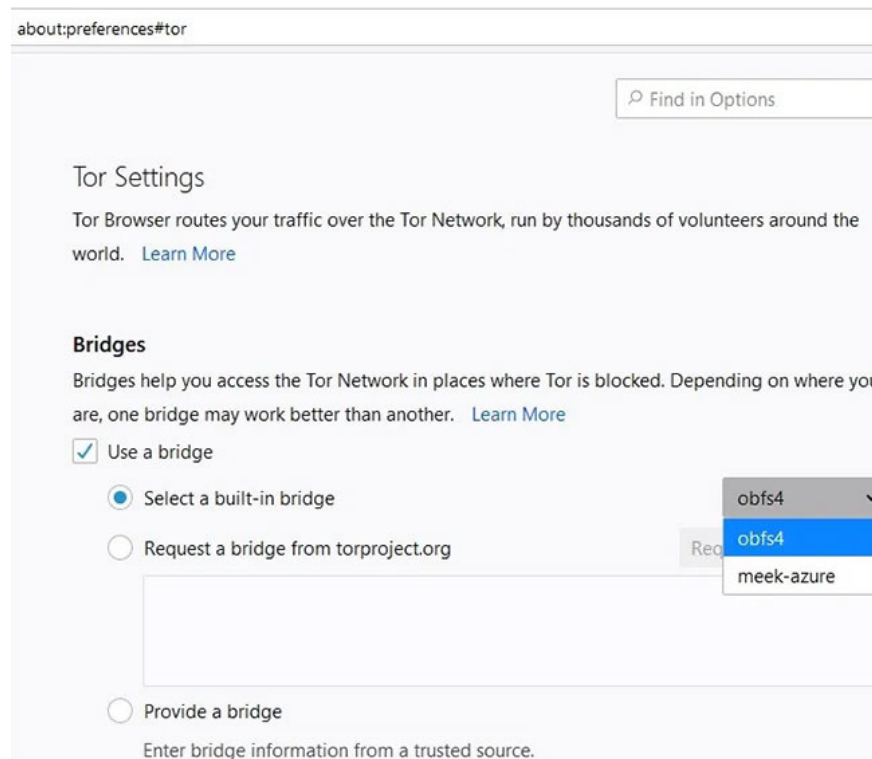 about:preferences#tor
Find in Options
Tor Settings
Tor Browser routes your traffic over the Tor Network, run by thousands of volunteers around the
world. Learn More
Bridges
Bridges help you access the Tor Network in places where Tor is blocked. Depending on where you
are, one bridge may work better than another. Learn More
Use a bridge
Select a built-in bridge obfs4
obfs4
Request a bridge from torproject.org Req
meek-azure
Provide a bridge
Enter bridge information from a trusted source.